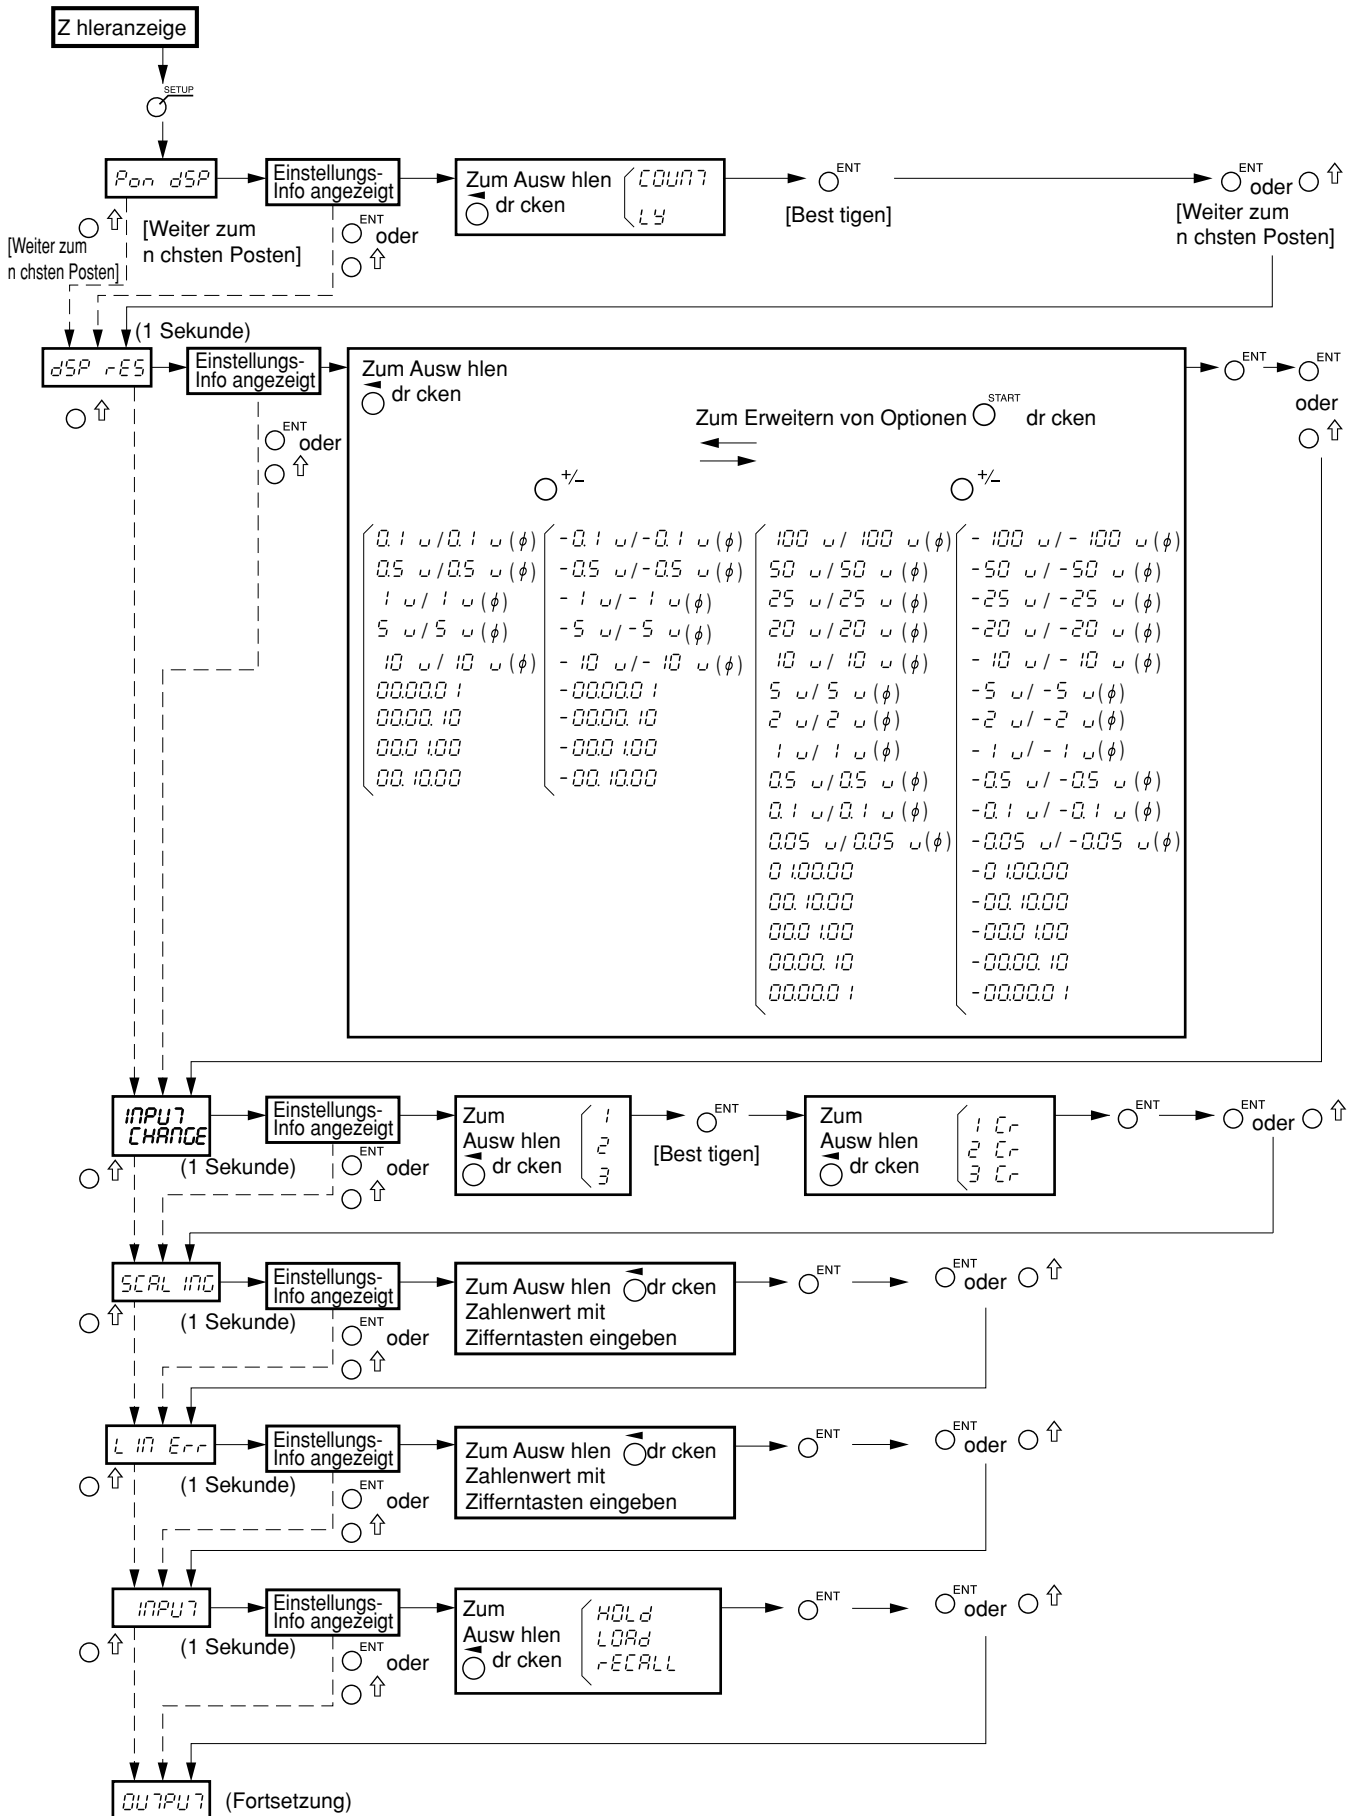 Z hleranzeige
SETUP
Pon dSP
Einstellungs-
Info angezeigt
Zum Ausw hlen
dr cken
COUNT
LY
ENT
[Best tigen]
ENT oder
[Weiter zum
n chsten Posten]
[Weiter zum
n chsten Posten]
[Weiter zum
n chsten Posten]
ENT oder
(1 Sekunde)
dSP rES
Einstellungs-
Info angezeigt
ENT oder
Zum Ausw hlen
dr cken
Zum Erweitern von Optionen START dr cken
+/-
+/-
0.1 u/0.1 u (ϕ) -0.1 u/-0.1 u (ϕ) 100 u/ 100 u (ϕ) - 100 u/ - 100 u (ϕ)
0.5 u/0.5 u (ϕ) -0.5 u/-0.5 u (ϕ) 50 u/50 u (ϕ) -50 u/ -50 u (ϕ)
1 u/ 1 u (ϕ) - 1 u/- 1 u (ϕ) 25 u/25 u (ϕ) -25 u/ -25 u (ϕ)
5 u/5 u (ϕ) -5 u/-5 u (ϕ) 20 u/20 u (ϕ) -20 u/ -20 u (ϕ)
10 u/ 10 u (ϕ) - 10 u/- 10 u (ϕ) 10 u/ 10 u (ϕ) - 10 u/ - 10 u (ϕ)
00.00.01 -00.00.01 5 u/5 u (ϕ) -5 u/ -5 u (ϕ)
00.00.10 -00.00.10 2 u/2 u (ϕ) -2 u/ -2 u (ϕ)
00.01.00 -00.01.00 1 u/ 1 u (ϕ) - 1 u/ - 1 u (ϕ)
00.10.00 -00.10.00 0.5 u/0.5 u (ϕ) -0.5 u/ -0.5 u (ϕ)
0.1 u/0.1 u (ϕ) -0.1 u/ -0.1 u (ϕ)
0.05 u/0.05 u (ϕ) -0.05 u/ -0.05 u (ϕ)
01.00.00 -01.00.00
00.10.00 -00.10.00
00.01.00 -00.01.00
00.00.10 -00.00.10
00.00.01 -00.00.01
ENT
ENT
oder
INPUT
CHANGE
(1 Sekunde)
Einstellungs-
Info angezeigt
ENT oder
Zum
Ausw hlen
dr cken
1
2
3
ENT
[Best tigen]
Zum
Ausw hlen
dr cken
1 Cr
2 Cr
3 Cr
ENT
ENT oder
SCALING
(1 Sekunde)
Einstellungs-
Info angezeigt
ENT oder
Zum Ausw hlen dr cken
Zahlenwert mit
Zifferntasten eingeben
ENT
ENT oder
LIN Err
(1 Sekunde)
Einstellungs-
Info angezeigt
ENT oder
Zum Ausw hlen dr cken
Zahlenwert mit
Zifferntasten eingeben
ENT
ENT oder
INPUT
(1 Sekunde)
Einstellungs-
Info angezeigt
ENT oder
Zum
Ausw hlen
dr cken
HOLd
LOAd
rECALL
ENT
ENT oder
OUTPUT
(Fortsetzung)